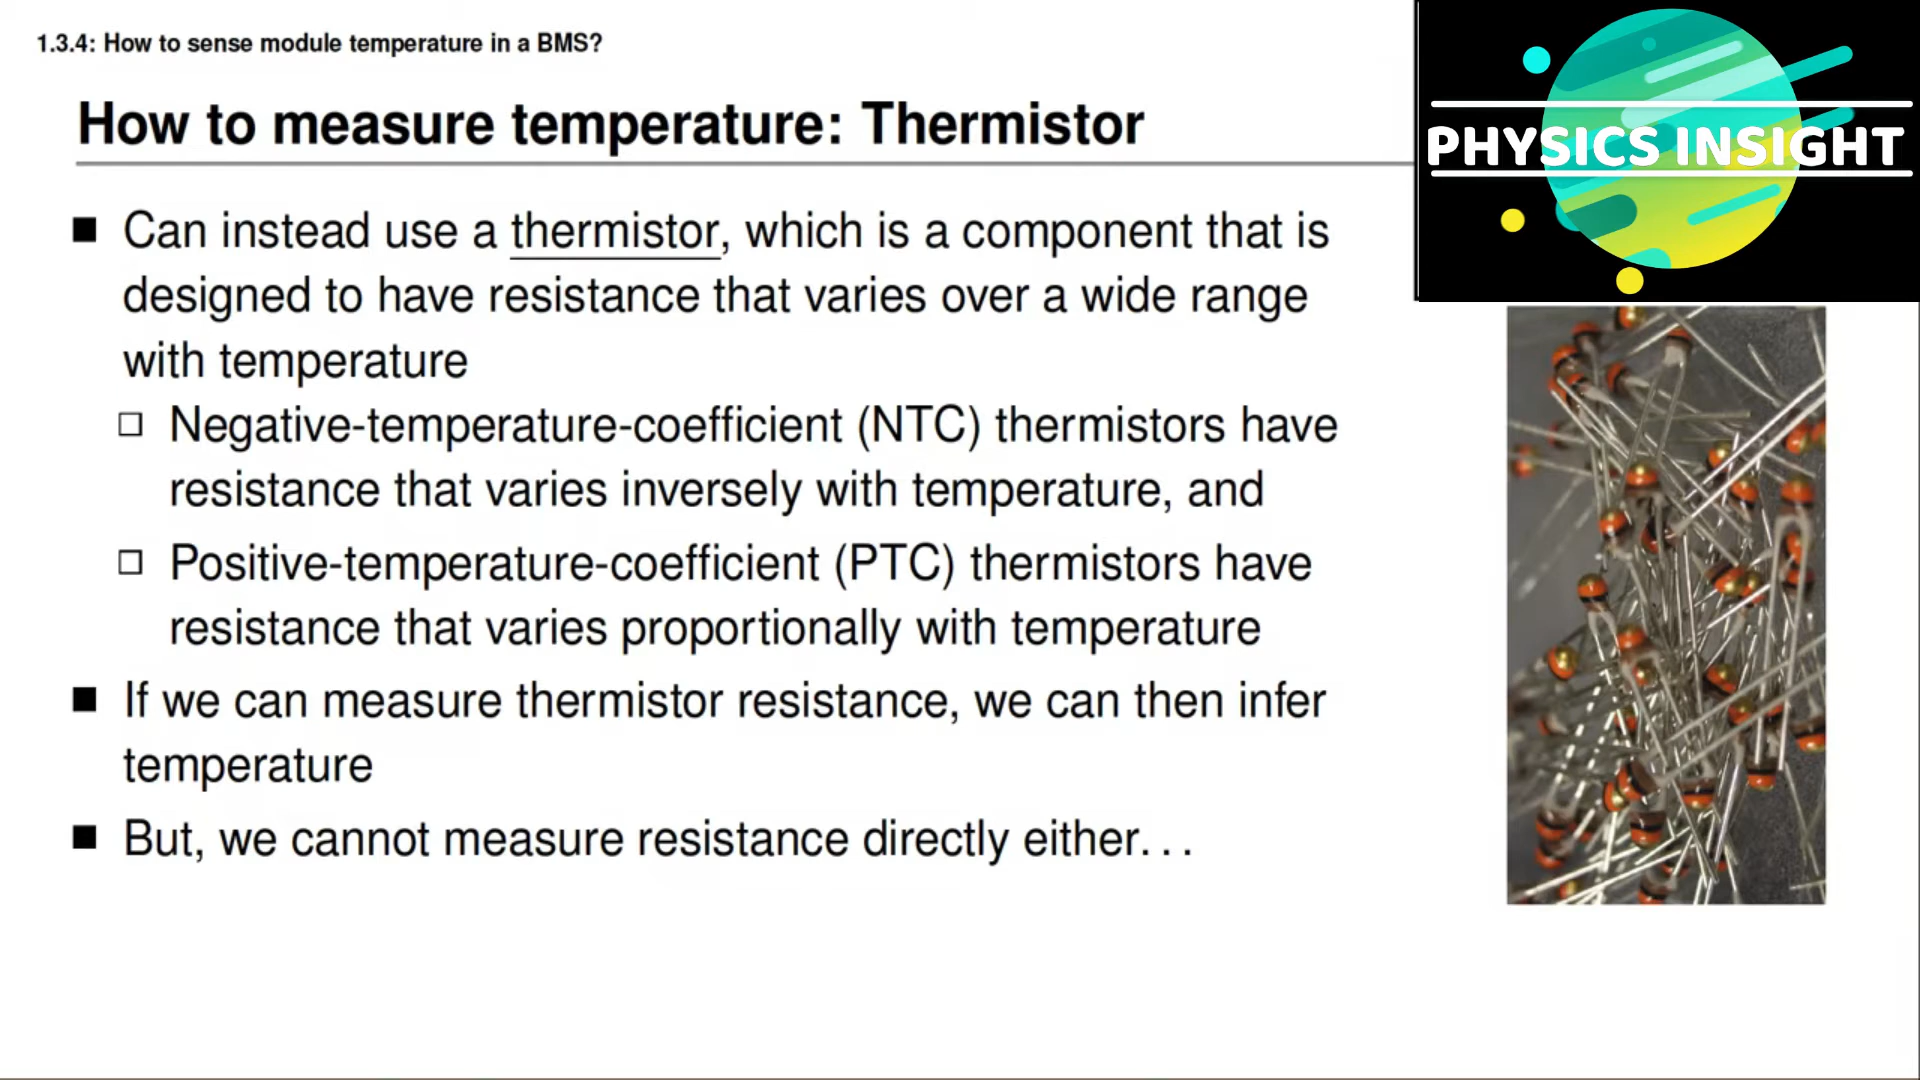 1.3.4: How to sense module temperature in a BMS?
How to measure temperature: Thermistor
PHYSICS INSIGHT
■ Can instead use a thermistor, which is a component that is
designed to have resistance that varies over a wide range
with temperature
□ Negative-temperature-coefficient (NTC) thermistors have
resistance that varies inversely with temperature, and
□ Positive-temperature-coefficient (PTC) thermistors have
resistance that varies proportionally with temperature
■ If we can measure thermistor resistance, we can then infer
temperature
■ But, we cannot measure resistance directly either. . .